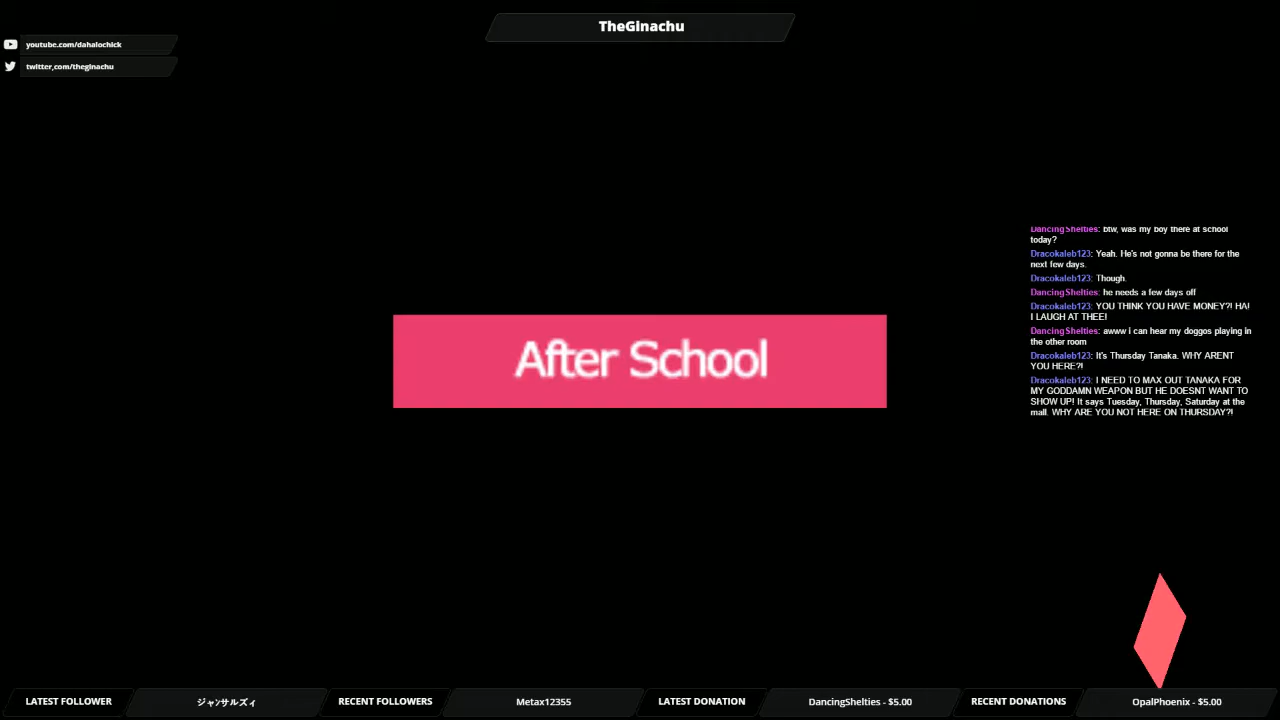 TheGinachu
youtube.com/dahalochick
twitter.com/theginachu
DancingShelties: btw, was my boy there at school
today?
Dracokaleb123: Yeah. He's not gonna be there for the
next few days.
Dracokaleb123: Though.
DancingShelties: he needs a few days off
Dracokaleb123: YOU THINK YOU HAVE MONEY?! HA!
I LAUGH AT THEE!
DancingShelties: awww i can hear my doggos playing in
the other room
Dracokaleb123: It's Thursday Tanaka. WHY ARENT
YOU HERE?!
Dracokaleb123: I NEED TO MAX OUT TANAKA FOR
MY GODDAMN WEAPON BUT HE DOESNT WANT TO
SHOW UP! It says Tuesday, Thursday, Saturday at the
mall. WHY ARE YOU NOT HERE ON THURSDAY?!
After School
LATEST FOLLOWER
ジャンサルズィ
RECENT FOLLOWERS
Metax12355
LATEST DONATION
DancingShelties - $5.00
RECENT DONATIONS
OpalPhoenix - $5.00